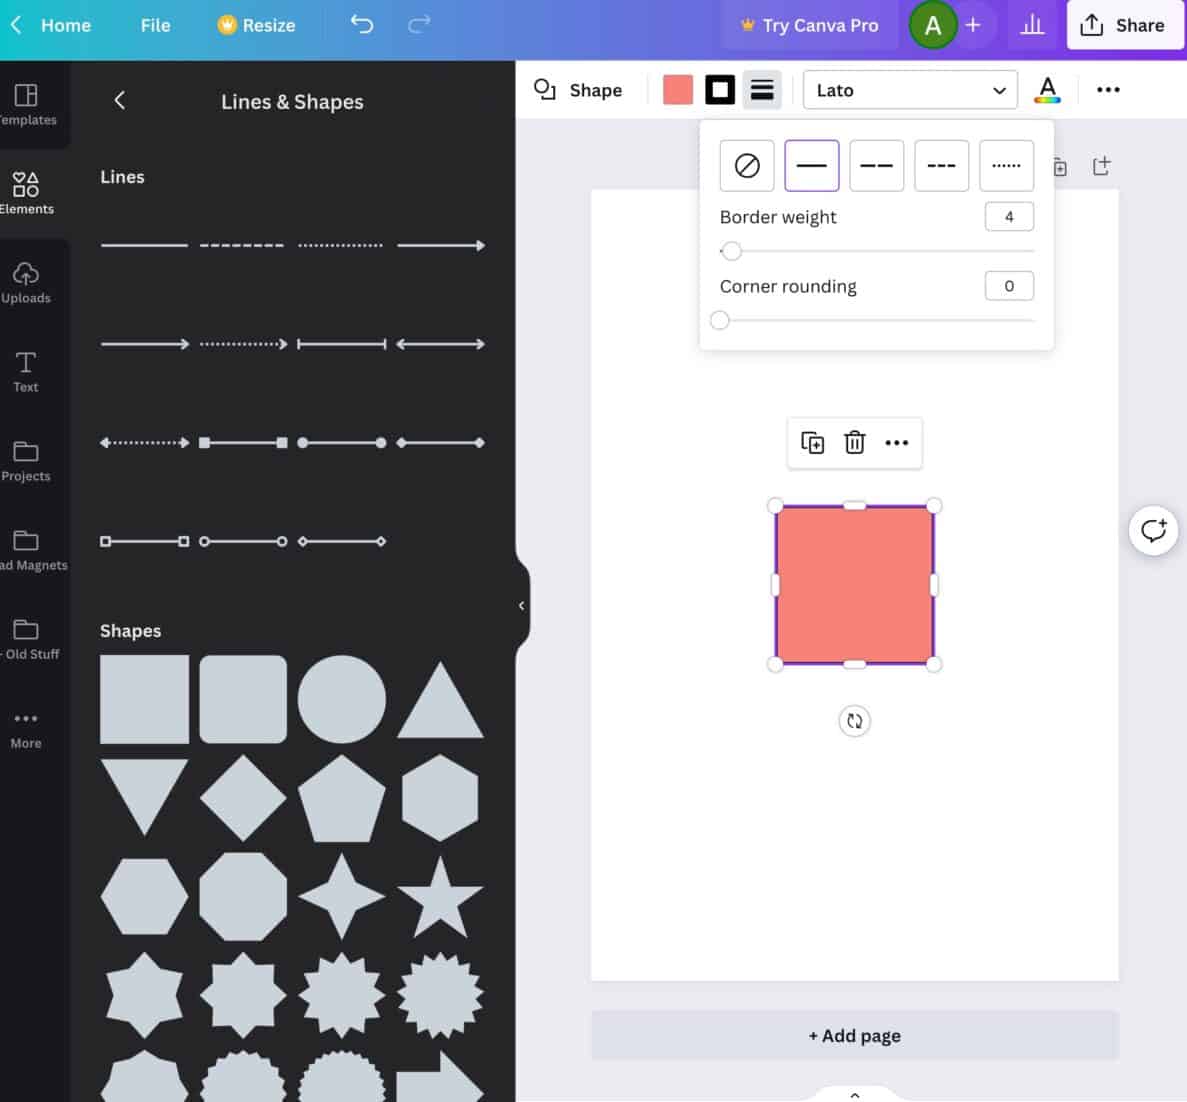 Home File Resize Try Canva Pro A + Share
Templates
Elements
Uploads
Text
Projects
ad Magnets
- Old Stuff
More
Lines & Shapes
Lines
Shapes
Shape Lato A
Border weight 4
Corner rounding 0
+ Add page